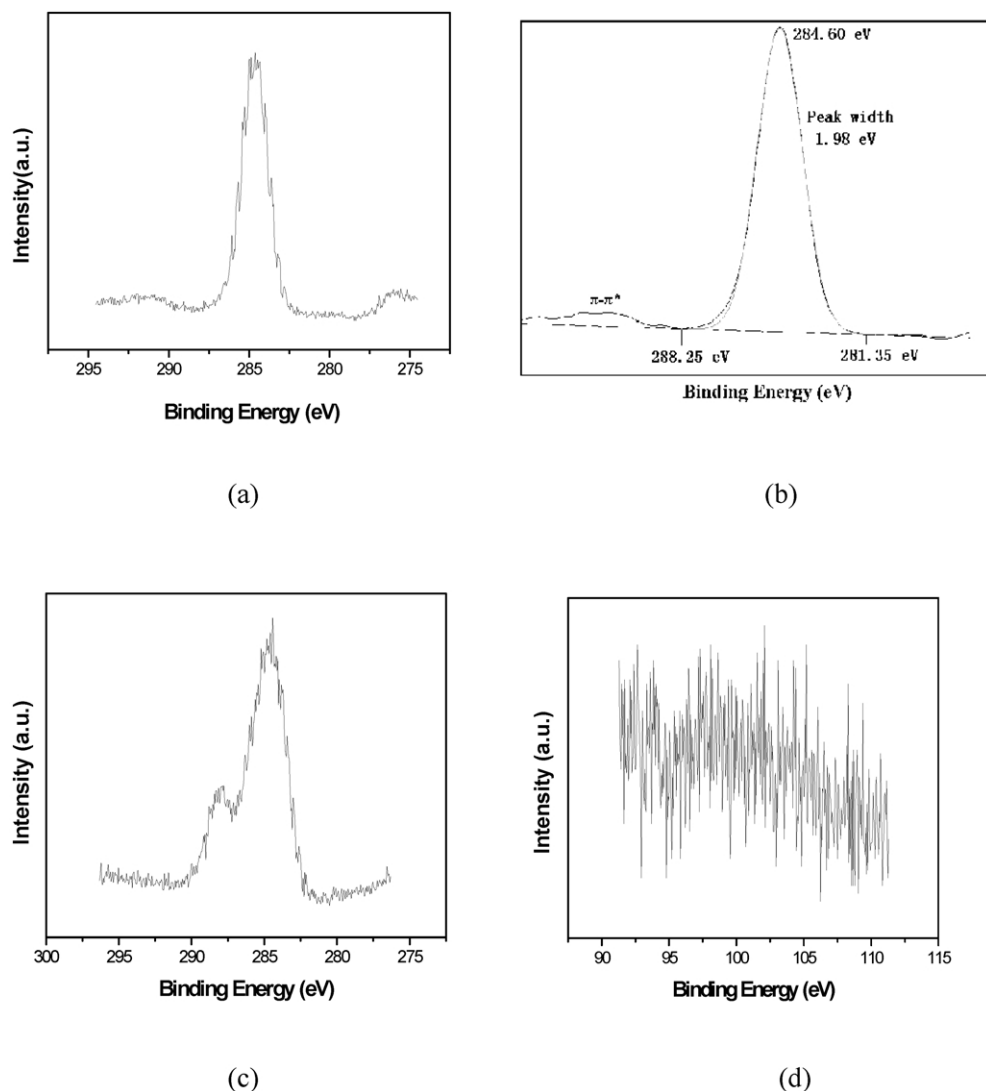 Intensity(a.u.)
295 290 285 280 275
Binding Energy (eV)
(a)
284.60 eV
Peak width
1.98 eV
π-π*
288.25 eV
281.35 eV
Binding Energy (eV)
(b)
Intensity (a.u.)
300 295 290 285 280 275
Binding Energy (eV)
(c)
Intensity (a.u.)
90 95 100 105 110 115
Binding Energy (eV)
(d)